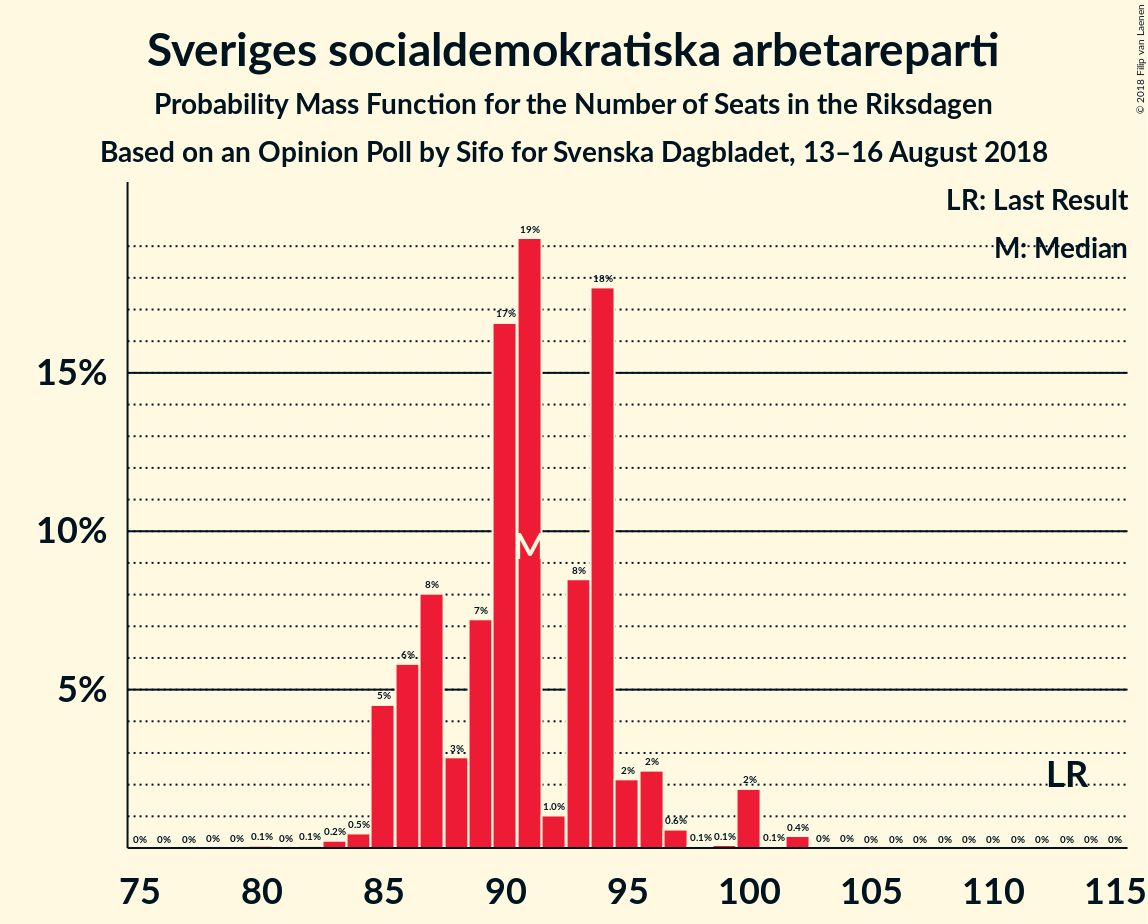 Sveriges socialdemokratiska arbetareparti
Probability Mass Function for the Number of Seats in the Riksdagen
Based on an Opinion Poll by Sifo for Svenska Dagbladet, 13–16 August 2018
© 2018 Filip van Laenen
LR: Last Result
M: Median
19%
18%
17%
15%
10%
M
8%
8%
7%
6%
5%
5%
3%
2%
2%
2%
LR
1.0%
0.6%
0.5%
0.4%
0% 0% 0% 0% 0% 0.1% 0% 0.1% 0.2% 0.1% 0.1% 0.1% 0% 0% 0% 0% 0% 0% 0% 0% 0% 0% 0% 0% 0%
75 80 85 90 95 100 105 110 115